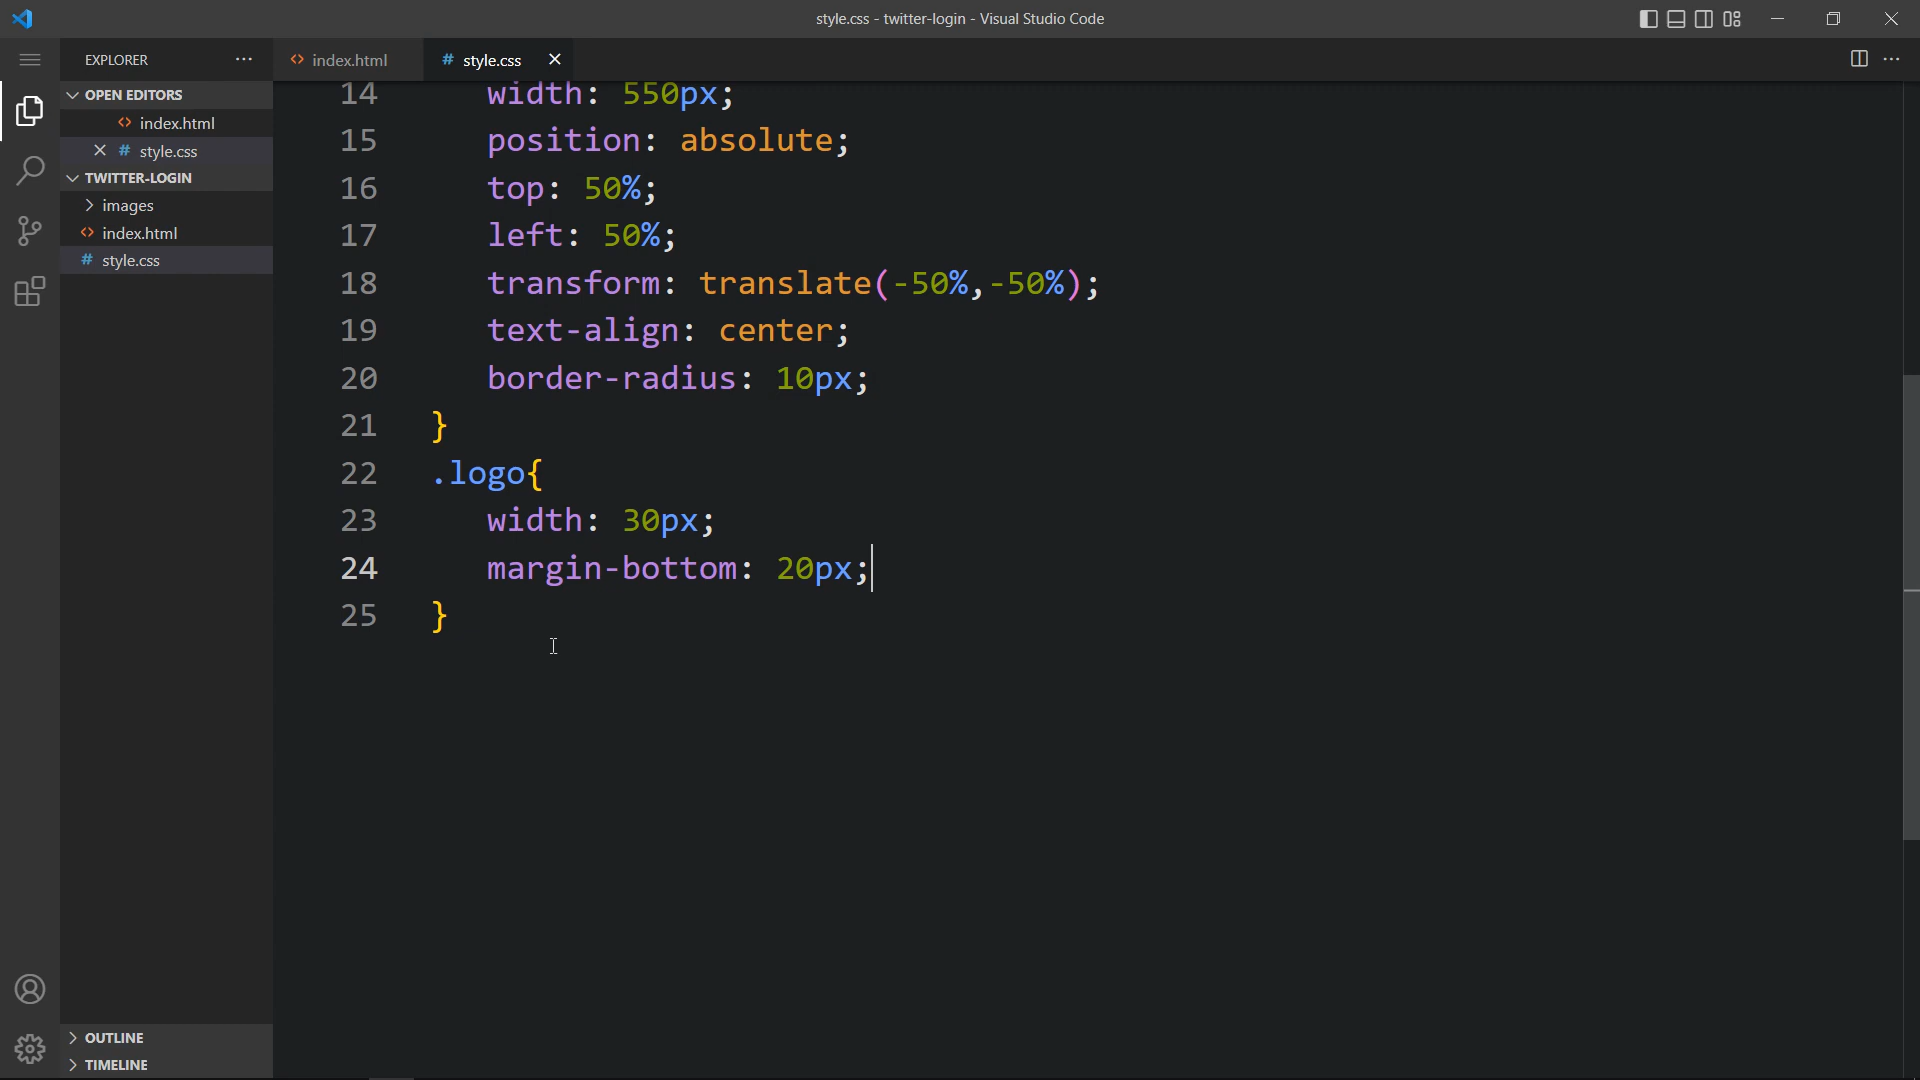 style.css - twitter-login - Visual Studio Code
EXPLORER
index.html
style.css
OPEN EDITORS
index.html
style.css
TWITTER-LOGIN
images
index.html
style.css
OUTLINE
TIMELINE
14 width: 550px;
15 position: absolute;
16 top: 50%;
17 left: 50%;
18 transform: translate(-50%,-50%);
19 text-align: center;
20 border-radius: 10px;
21 }
22 .logo{
23 width: 30px;
24 margin-bottom: 20px;
25 }